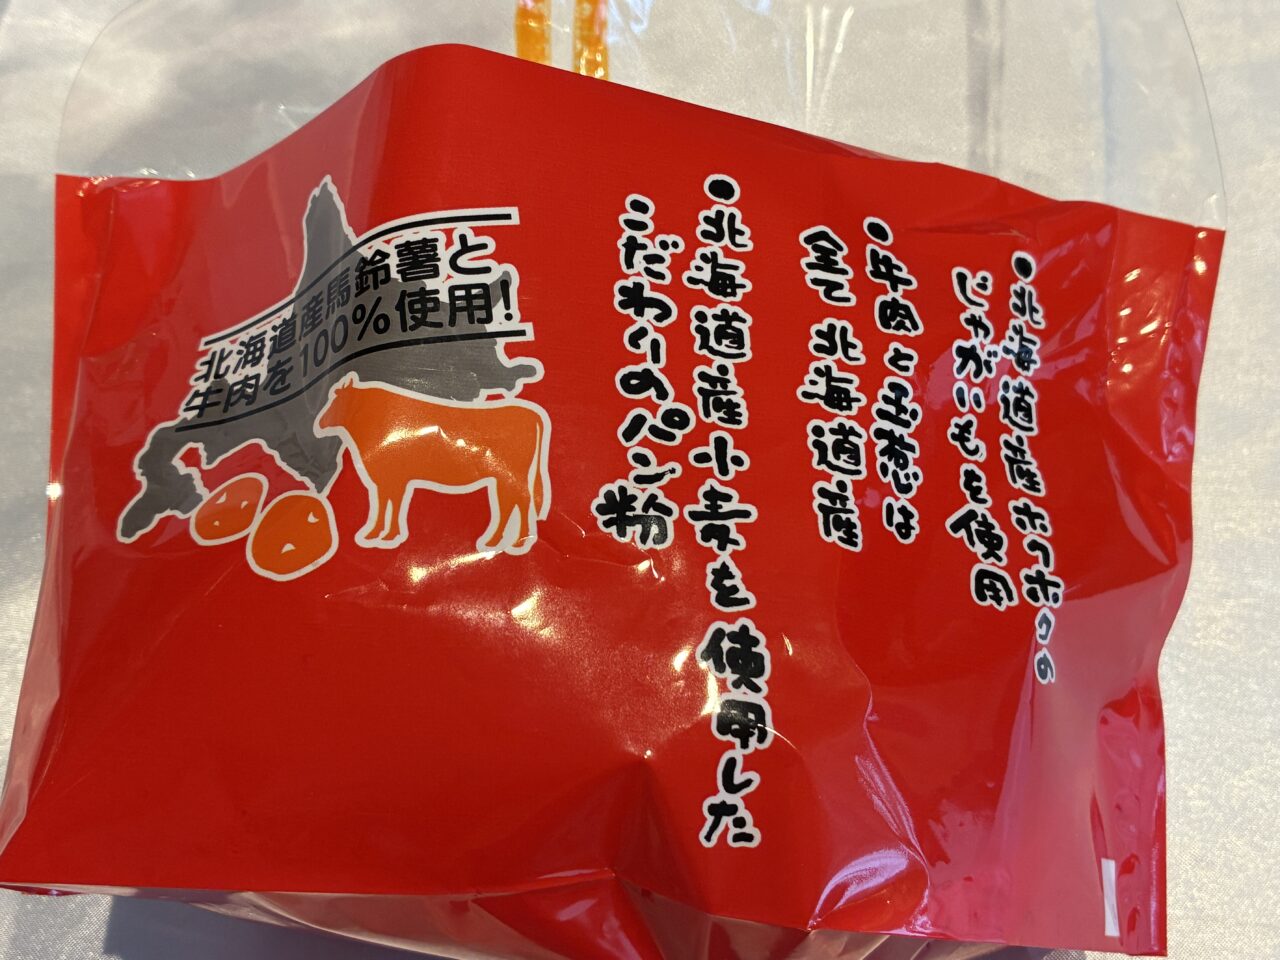 ・北海道産ホクホクの
じゃがいもを使用
・牛肉と玉葱は
全て北海道産
・北海道産小麦を使用した
こだわりのパン粉
北海道産馬鈴薯と
牛肉を100%使用!